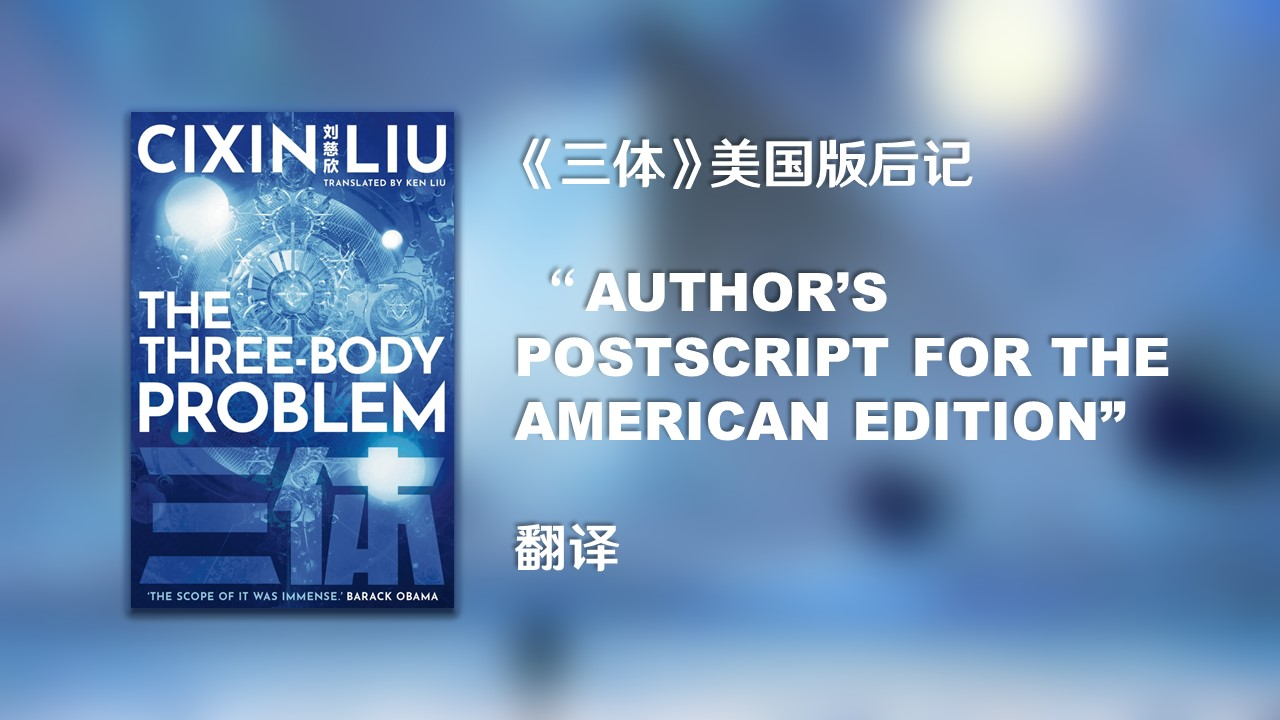 CIXIN 刘慈欣 LIU
TRANSLATED BY KEN LIU
THE
THREE-BODY
PROBLEM
三体
‘THE SCOPE OF IT WAS IMMENSE.’ BARACK OBAMA
《三体》美国版后记
“AUTHOR’S
POSTSCRIPT FOR THE
AMERICAN EDITION”
翻译